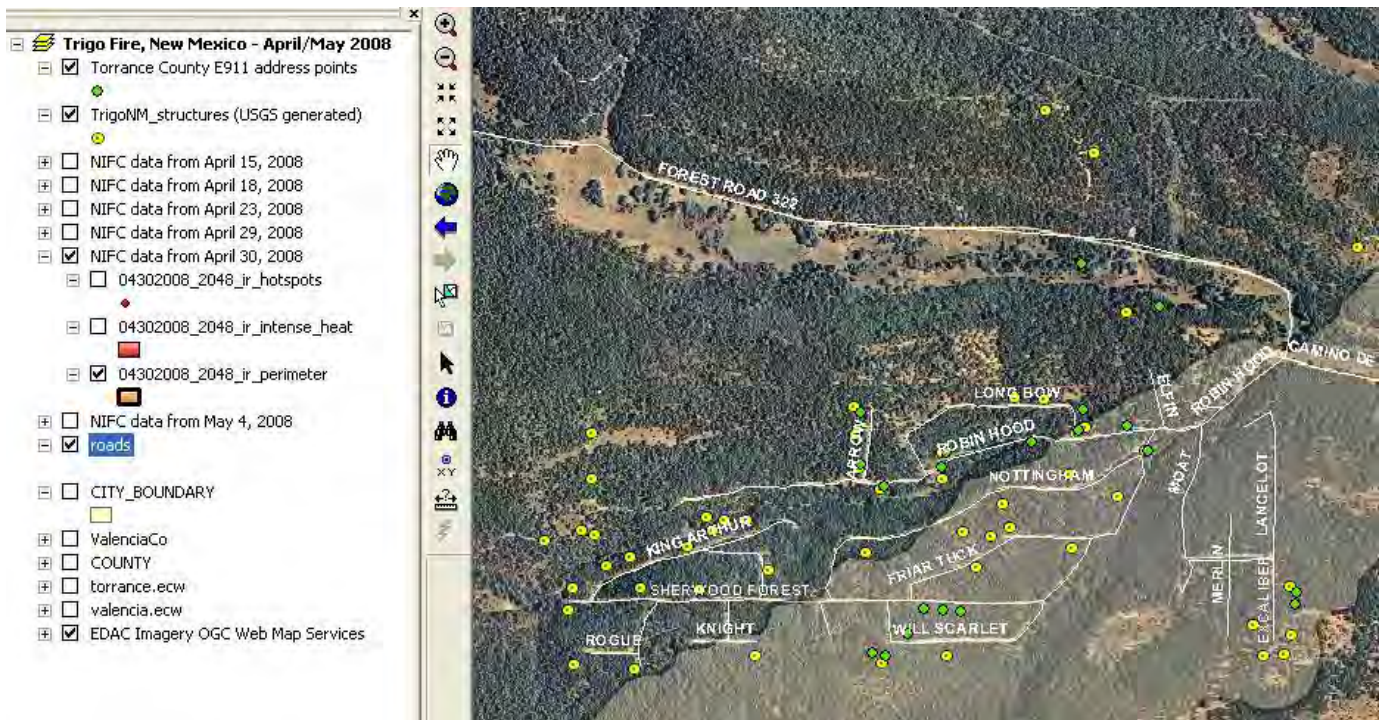 Trigo Fire, New Mexico - April/May 2008
Torrance County E911 address points
TrigoNM_structures (USGS generated)
NIFC data from April 15, 2008
NIFC data from April 18, 2008
NIFC data from April 23, 2008
NIFC data from April 29, 2008
NIFC data from April 30, 2008
04302008_2048_ir_hotspots
04302008_2048_ir_intense_heat
04302008_2048_ir_perimeter
NIFC data from May 4, 2008
roads
CITY_BOUNDARY
ValenciaCo
COUNTY
torrance.ecw
valencia.ecw
EDAC Imagery OGC Web Map Services
XY
FOREST ROAD 322
CAMINO DE
ROBIN HOOD
ELFIN
LONG BOW
ARROW
ROBIN HOOD
NOTTINGHAM
MOAT
LANCELOT
KING ARTHUR
FRIAR TUCK
SHERWOOD FOREST
MERLIN
EXCALIBER
ROGUE
KNIGHT
WILL SCARLET